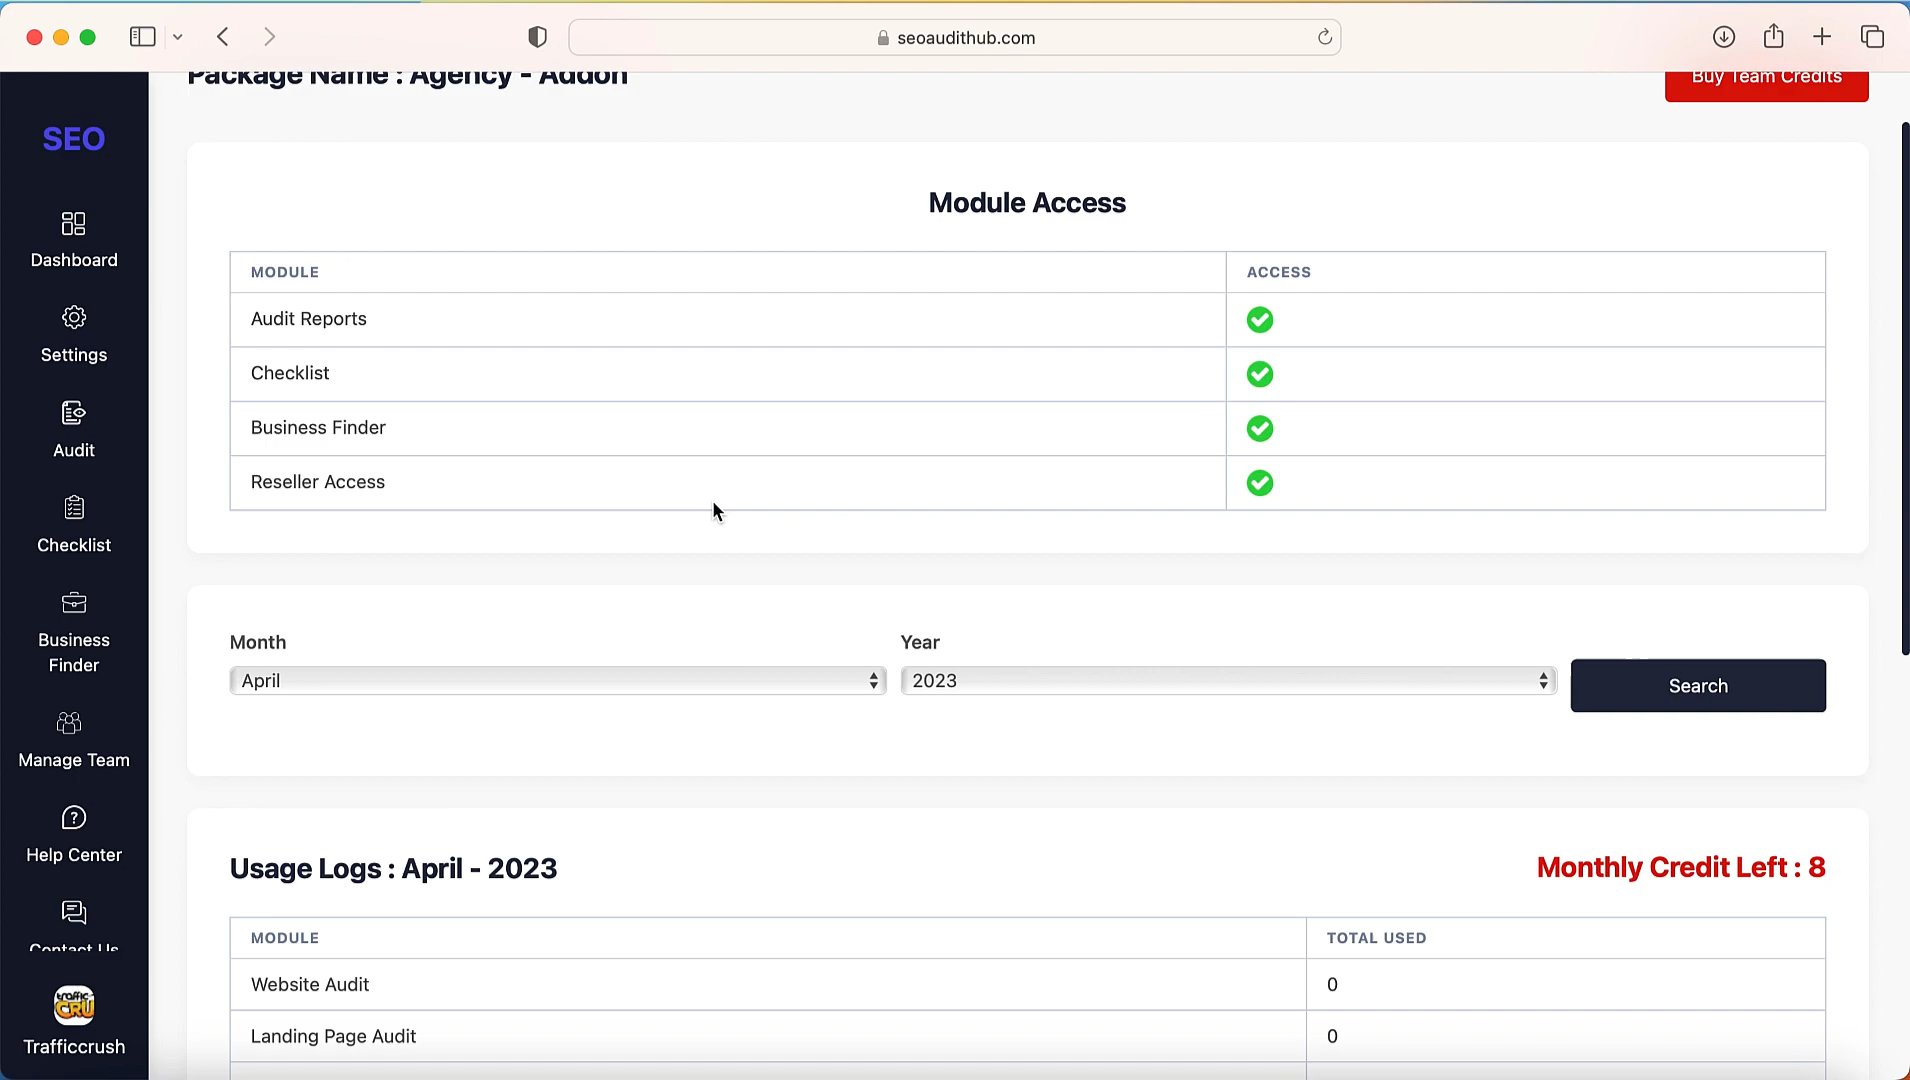 seoaudithub.com
Package Name : Agency - Addon
Buy Team Credits
SEO
Dashboard
Settings
Audit
Checklist
Business
Finder
Manage Team
Help Center
Contact Us
traffic
CRU
Trafficcrush
Module Access
MODULE ACCESS
Audit Reports
Checklist
Business Finder
Reseller Access
Month Year
April 2023 Search
Usage Logs : April - 2023 Monthly Credit Left : 8
MODULE TOTAL USED
Website Audit 0
Landing Page Audit 0